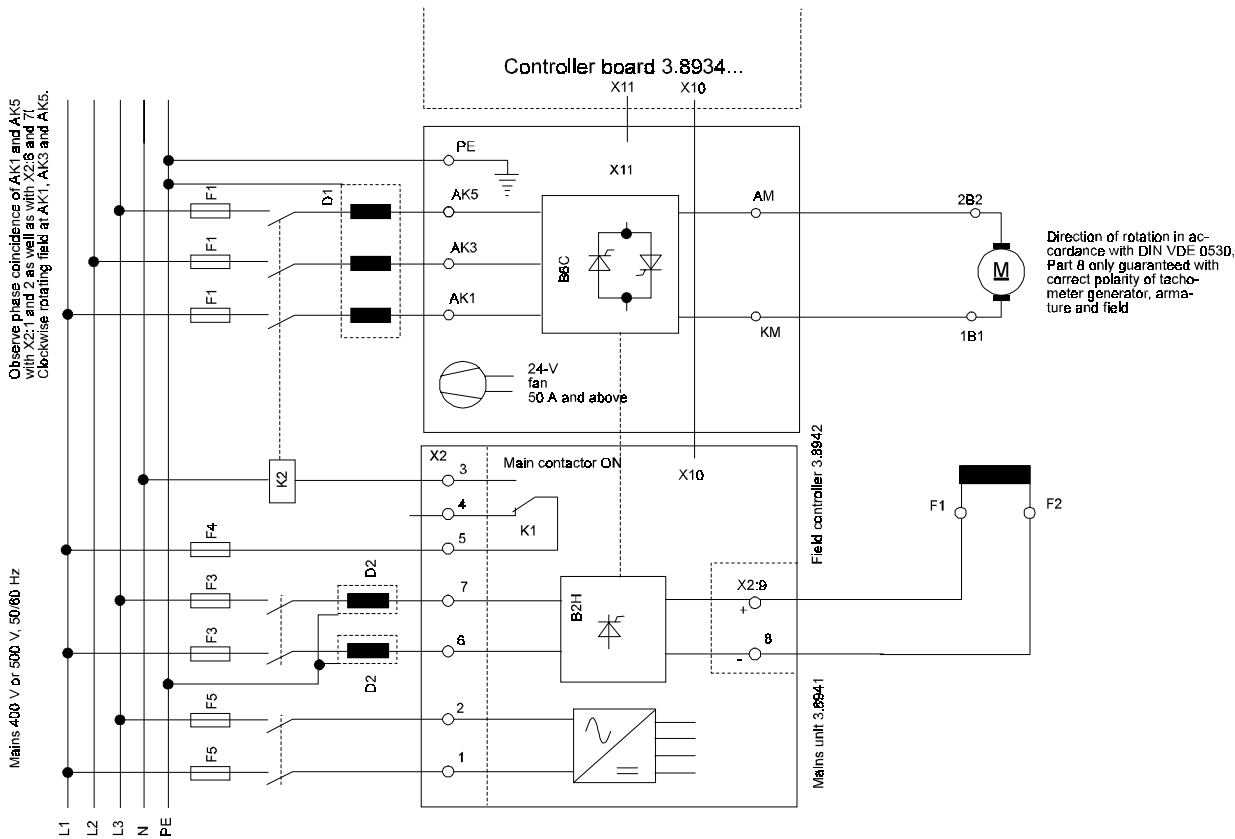 Controller board 3.8934...
X11
X10
Observe phase coincidence of AK1 and AK5
with X2:1 and 2 as well as with X2:6 and 7!
Clockwise rotating field at AK1, AK3 and AK5.
PE
X11
F1
D1
AK5
AM
2B2
F1
AK3
B6C
M
Direction of rotation in ac-
cordance with DIN VDE 0530,
Part 8 only guaranteed with
correct polarity of tacho-
meter generator, arma-
ture and field
F1
AK1
KM
1B1
24-V
fan
50 A and above
X2
Main contactor ON
X10
Field controller 3.8942
K2
3
4
K1
F1
F2
F4
5
Mains 400 V or 500 V, 50/60 Hz
F3
D2
7
B2H
X2:9
+
F3
D2
6
8
-
Mains unit 3.8941
F5
2
F5
1
L1
L2
L3
N
PE